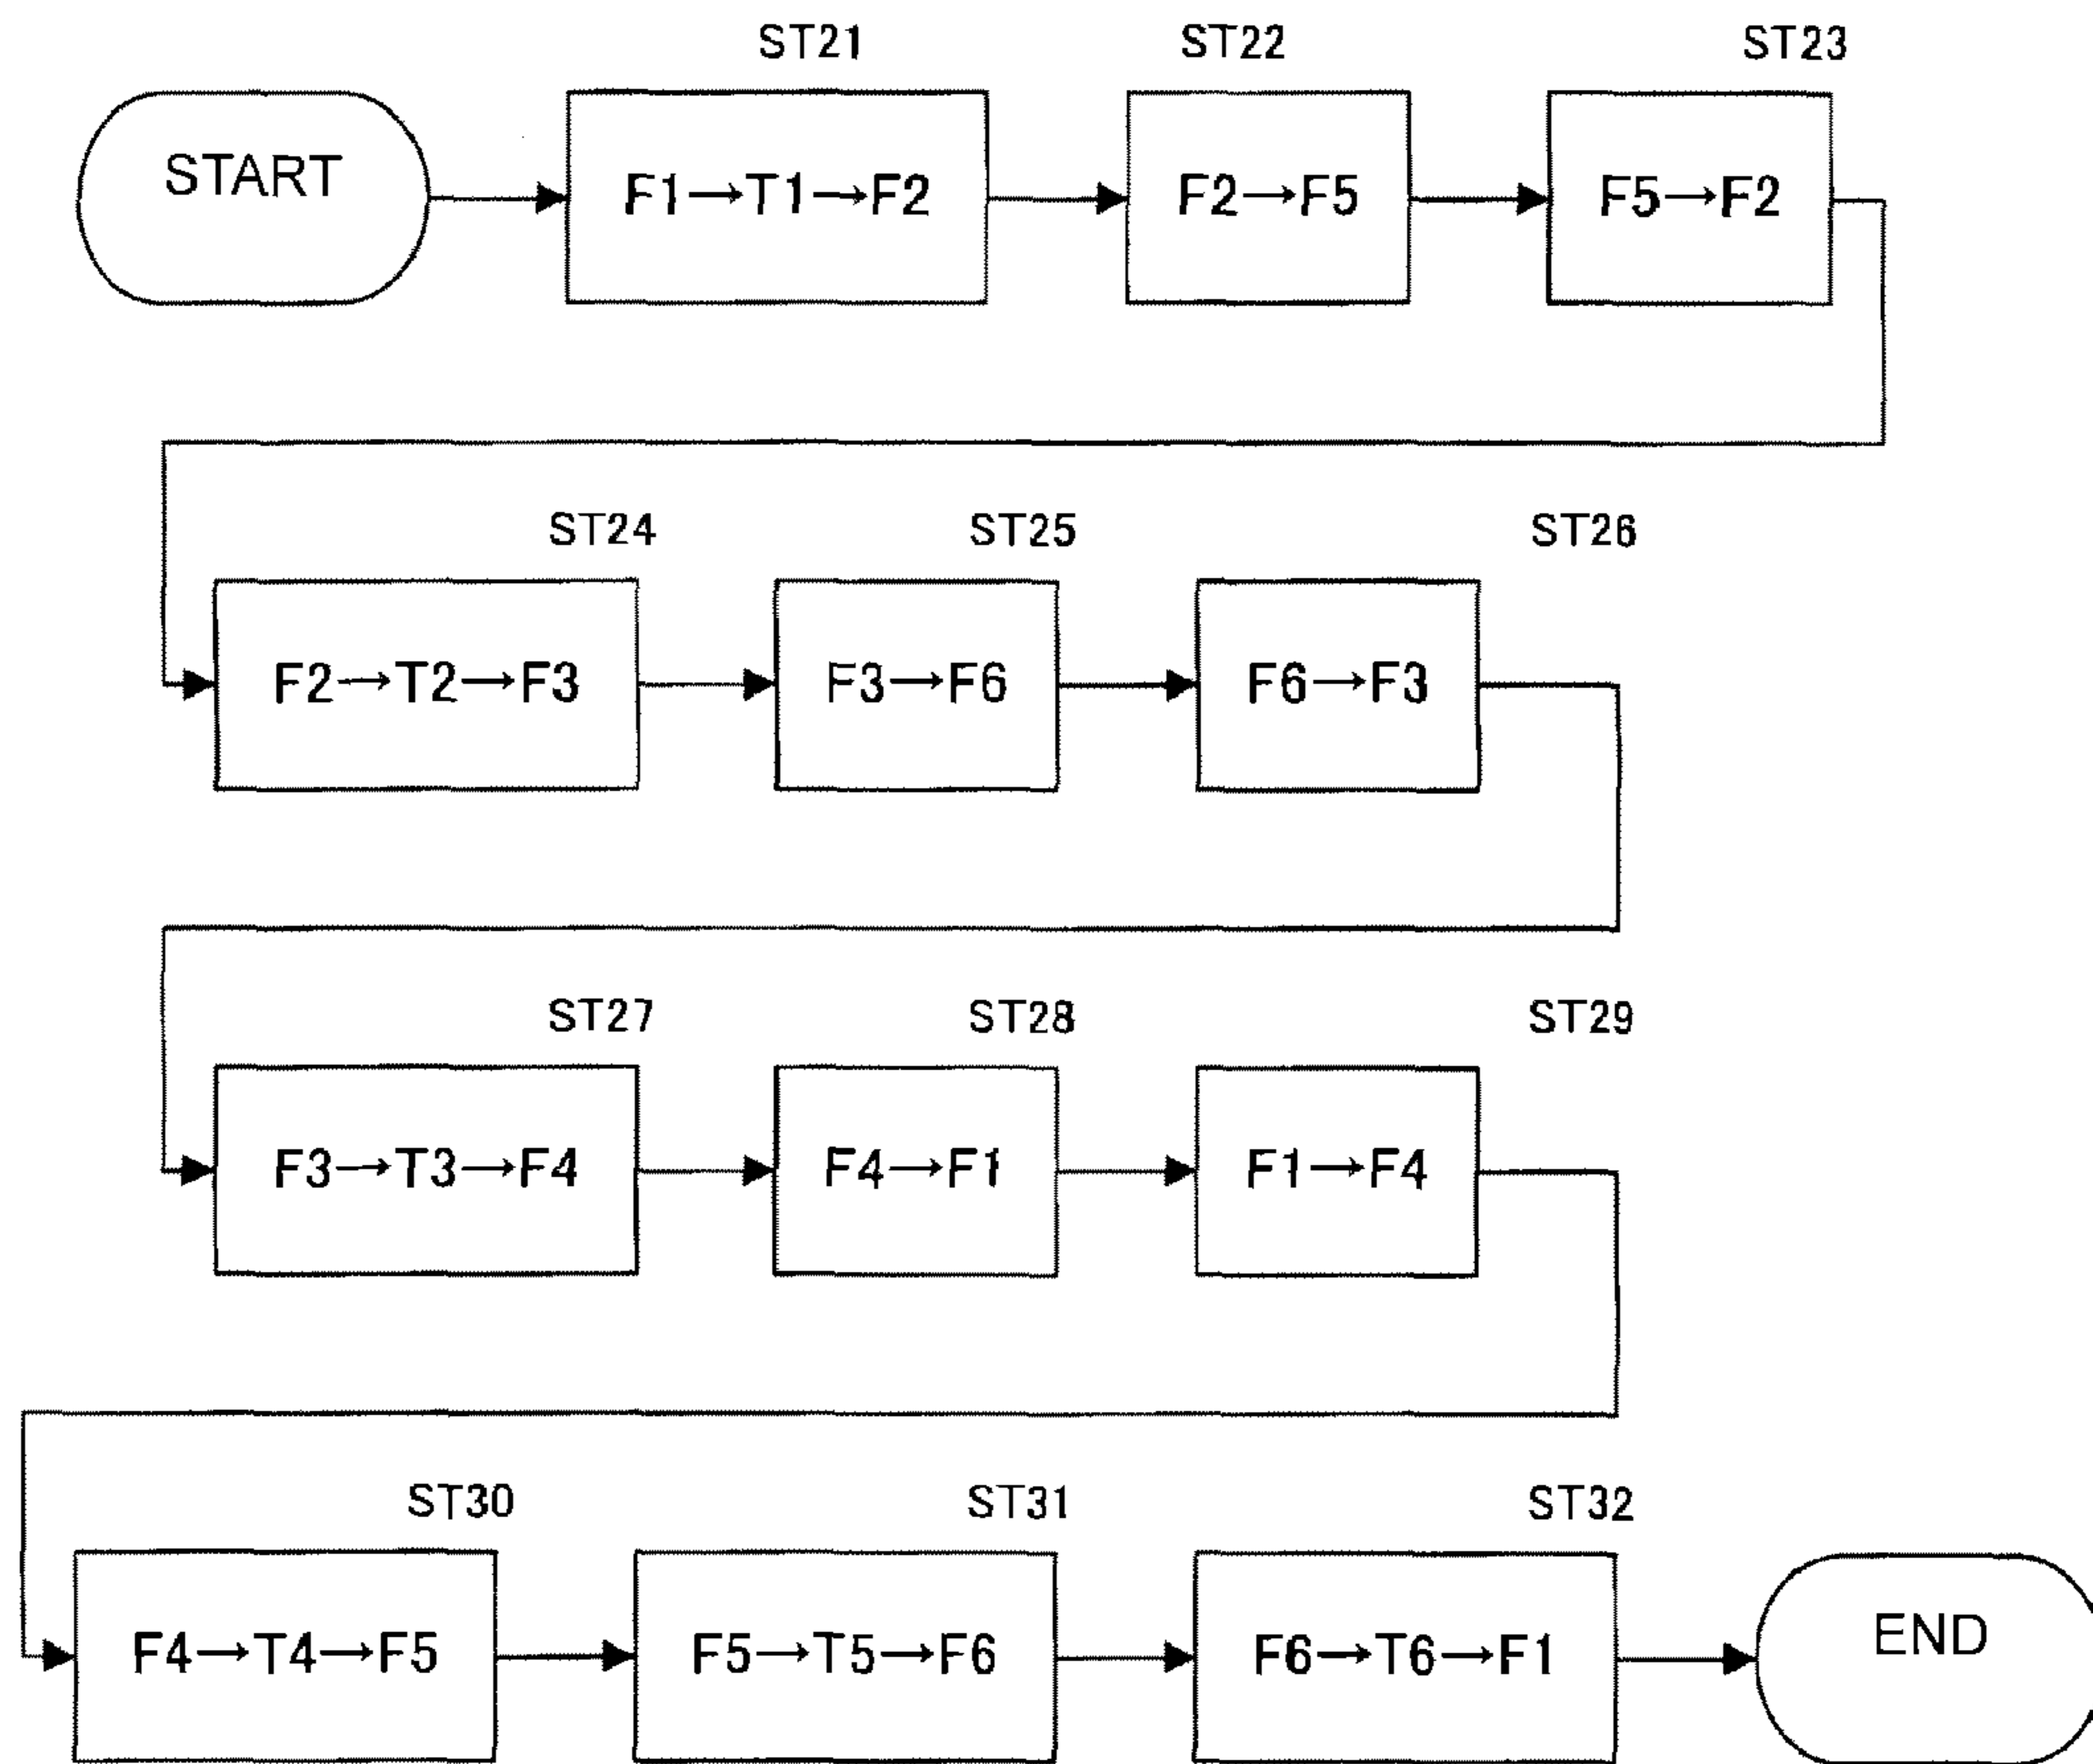 ST21 ST22 ST23
START F1→T1→F2 F2→F5 F5→F2
ST24 ST25 ST26
F2→T2→F3 F3→F6 F6→F3
ST27 ST28 ST29
F3→T3→F4 F4→F1 F1→F4
ST30 ST31 ST32
F4→T4→F5 F5→T5→F6 F6→T6→F1 END